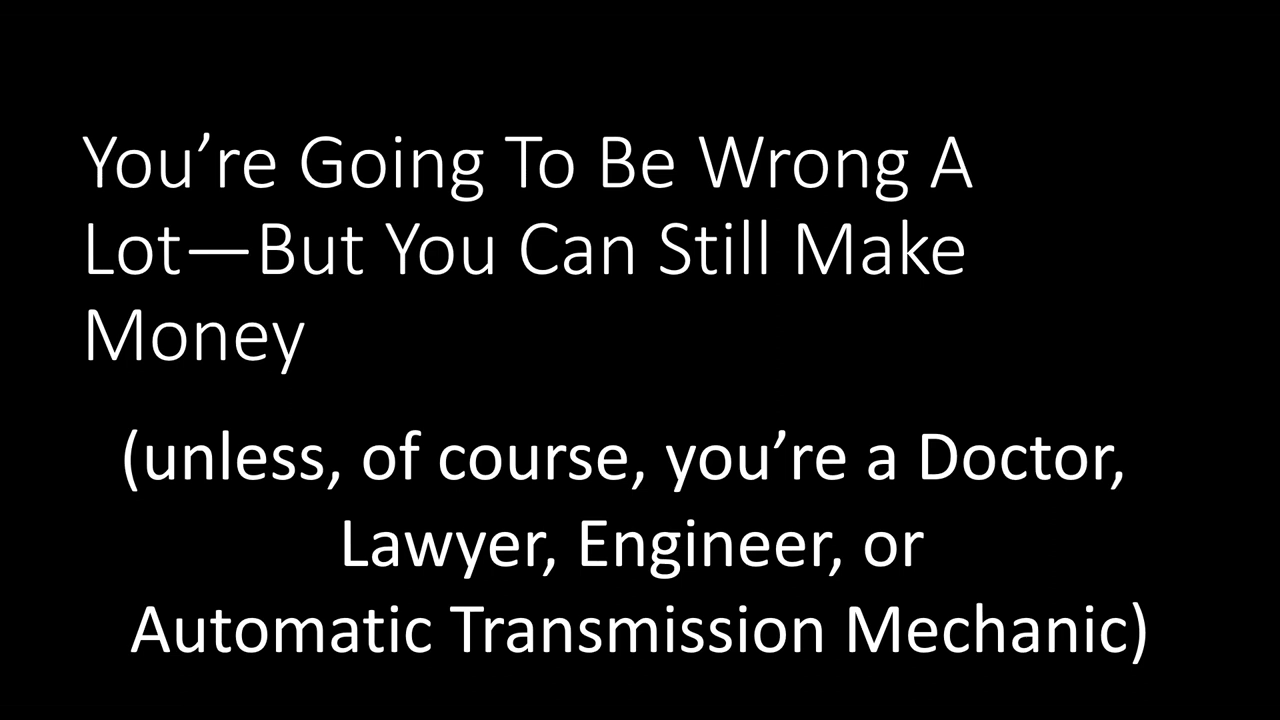 You’re Going To Be Wrong A
Lot—But You Can Still Make
Money
(unless, of course, you’re a Doctor,
Lawyer, Engineer, or
Automatic Transmission Mechanic)